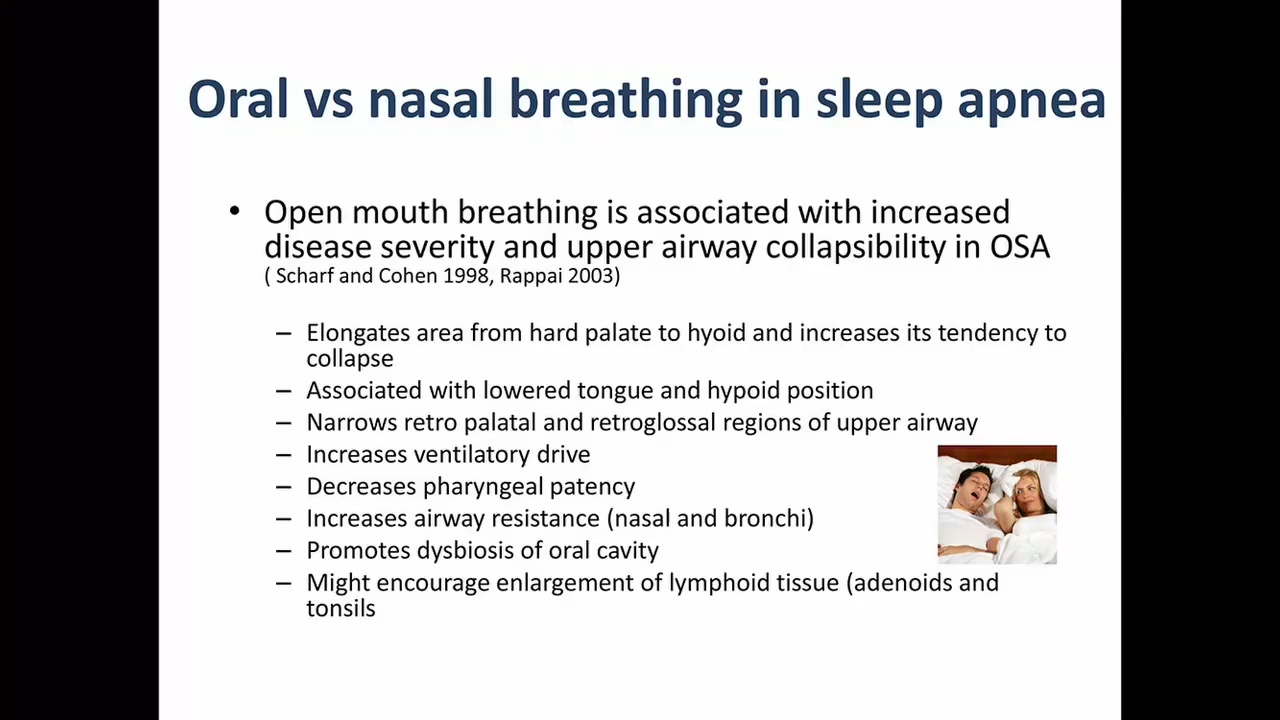 Oral vs nasal breathing in sleep apnea
• Open mouth breathing is associated with increased
disease severity and upper airway collapsibility in OSA
( Scharf and Cohen 1998, Rappai 2003)
– Elongates area from hard palate to hyoid and increases its tendency to
collapse
– Associated with lowered tongue and hypoid position
– Narrows retro palatal and retroglossal regions of upper airway
– Increases ventilatory drive
– Decreases pharyngeal patency
– Increases airway resistance (nasal and bronchi)
– Promotes dysbiosis of oral cavity
– Might encourage enlargement of lymphoid tissue (adenoids and
tonsils